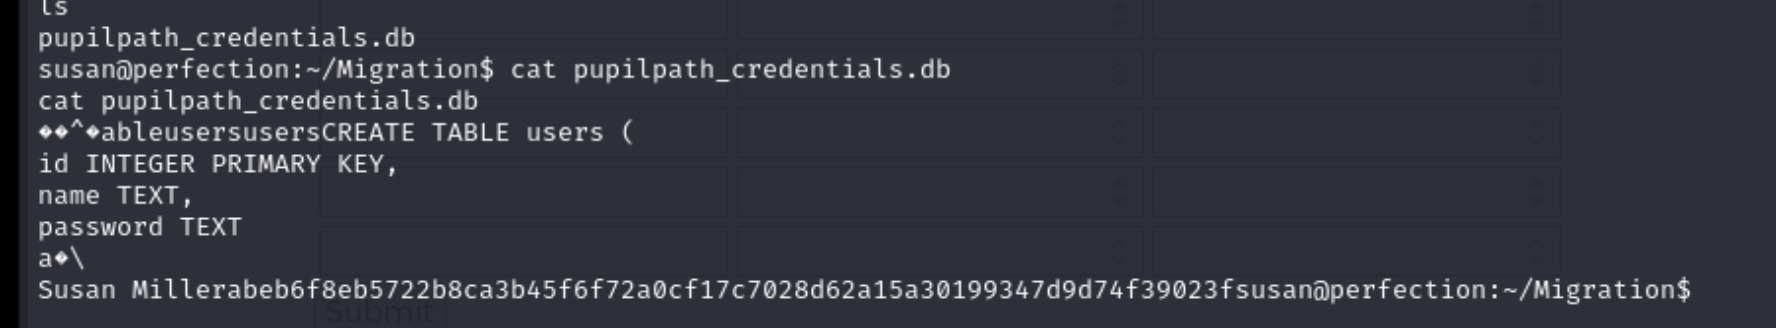 ls
pupilpath_credentials.db
susan@perfection:~/Migration$ cat pupilpath_credentials.db
cat pupilpath_credentials.db
��^�ableusersusersCREATE TABLE users (
id INTEGER PRIMARY KEY,
name TEXT,
password TEXT
a�\
Susan Millerabeb6f8eb5722b8ca3b45f6f72a0cf17c7028d62a15a30199347d9d74f39023fsusan@perfection:~/Migration$
Submit